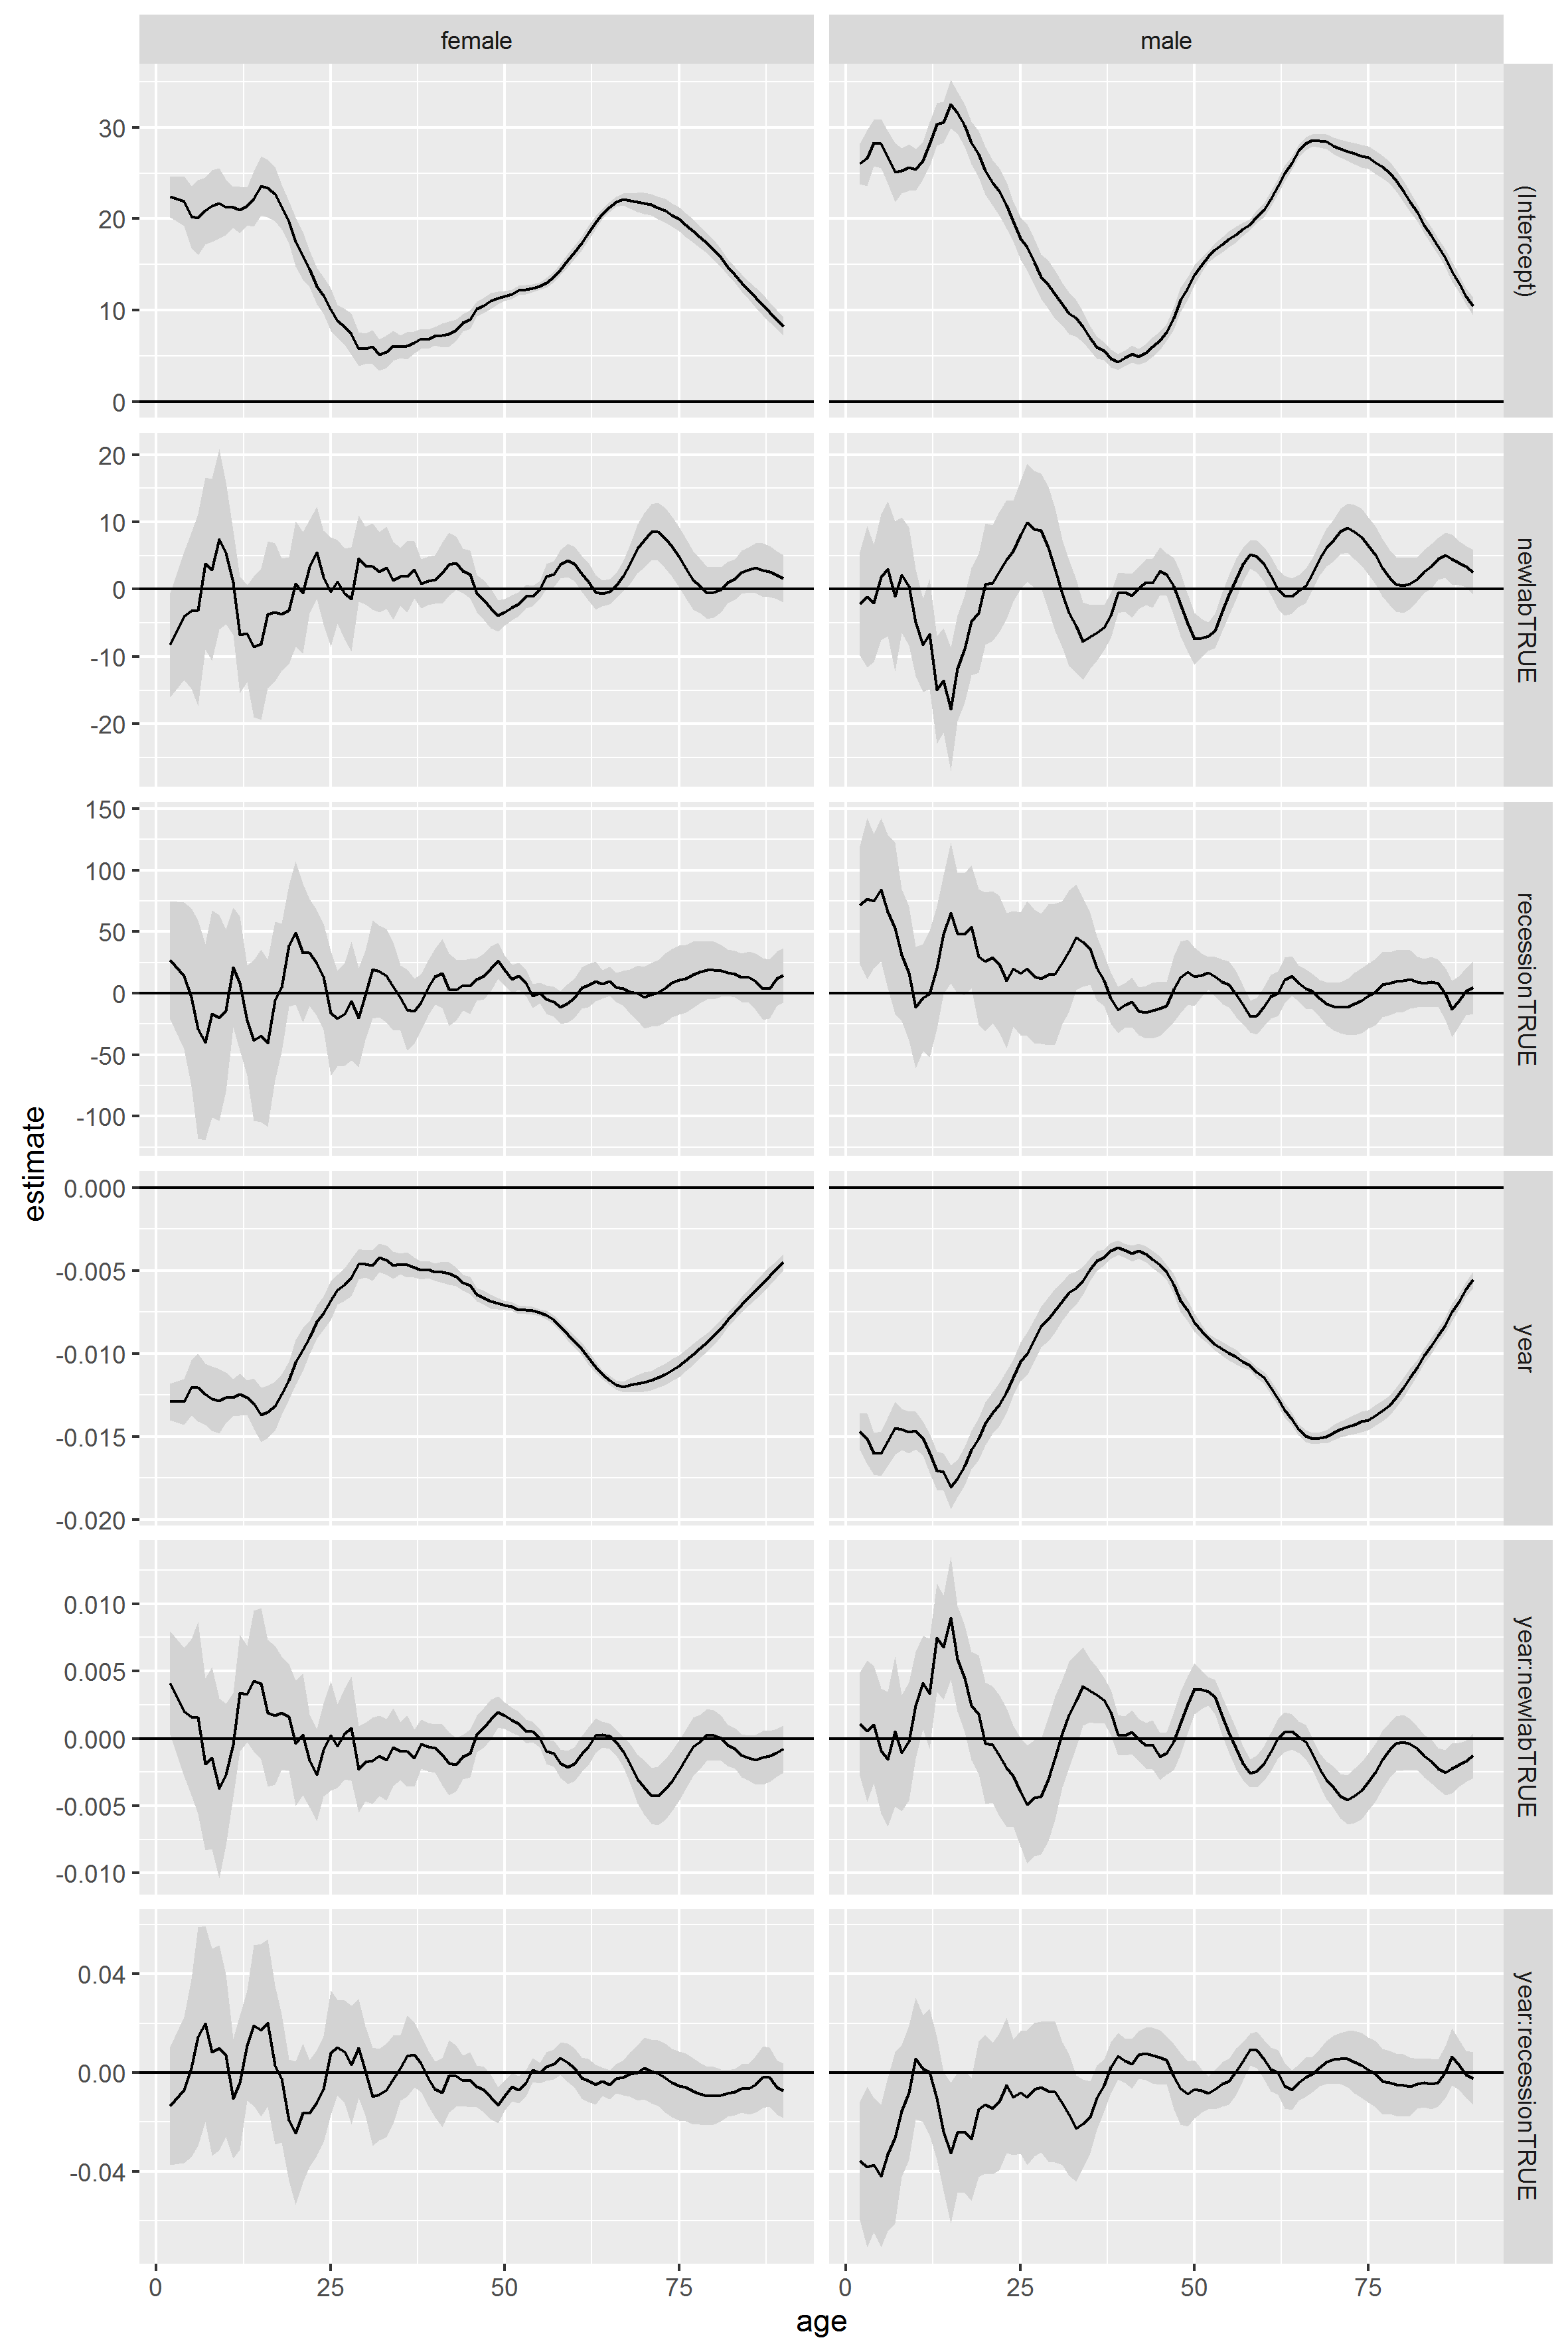 female
male
30
20
10
0
(Intercept)
20
10
0
-10
-20
newlabTRUE
150
100
50
0
-50
-100
recessionTRUE
estimate
0.000
-0.005
-0.010
-0.015
-0.020
year
0.010
0.005
0.000
-0.005
-0.010
year:newlabTRUE
0.04
0.00
-0.04
year:recessionTRUE
0 25 50 75 0 25 50 75
age